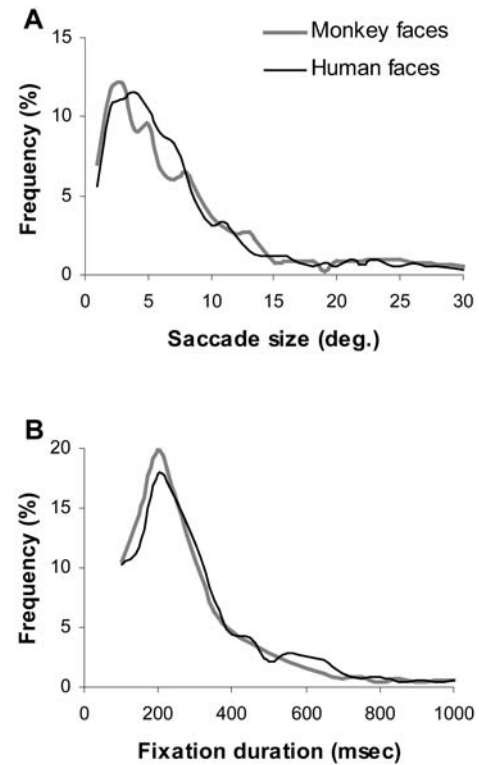 A
Monkey faces
Human faces
Frequency (%)
15
10
5
0
0 5 10 15 20 25 30
Saccade size (deg.)
B
Frequency (%)
20
15
10
5
0
0 200 400 600 800 1000
Fixation duration (msec)